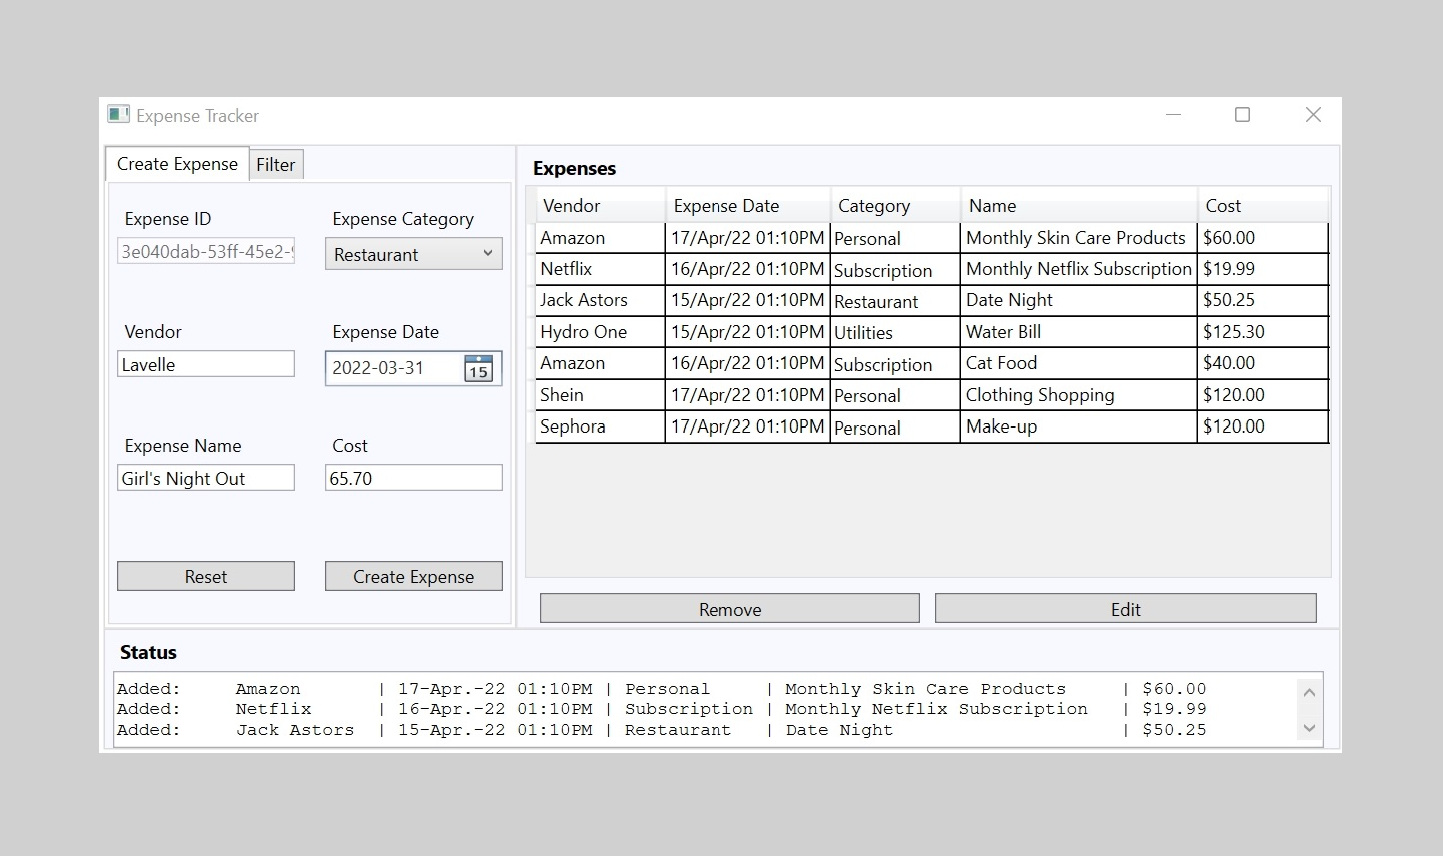 Expense Tracker
Create Expense Filter
Expense ID Expense Category
3e040dab-53ff-45e2- Restaurant
Vendor Expense Date
Lavelle 2022-03-31 15
Expense Name Cost
Girl's Night Out 65.70
Reset Create Expense
Expenses
Vendor Expense Date Category Name Cost
Amazon 17/Apr/22 01:10PM Personal Monthly Skin Care Products $60.00
Netflix 16/Apr/22 01:10PM Subscription Monthly Netflix Subscription $19.99
Jack Astors 15/Apr/22 01:10PM Restaurant Date Night $50.25
Hydro One 15/Apr/22 01:10PM Utilities Water Bill $125.30
Amazon 16/Apr/22 01:10PM Subscription Cat Food $40.00
Shein 17/Apr/22 01:10PM Personal Clothing Shopping $120.00
Sephora 17/Apr/22 01:10PM Personal Make-up $120.00
Remove Edit
Status
Added: Amazon | 17-Apr.-22 01:10PM | Personal | Monthly Skin Care Products | $60.00
Added: Netflix | 16-Apr.-22 01:10PM | Subscription | Monthly Netflix Subscription | $19.99
Added: Jack Astors | 15-Apr.-22 01:10PM | Restaurant | Date Night | $50.25